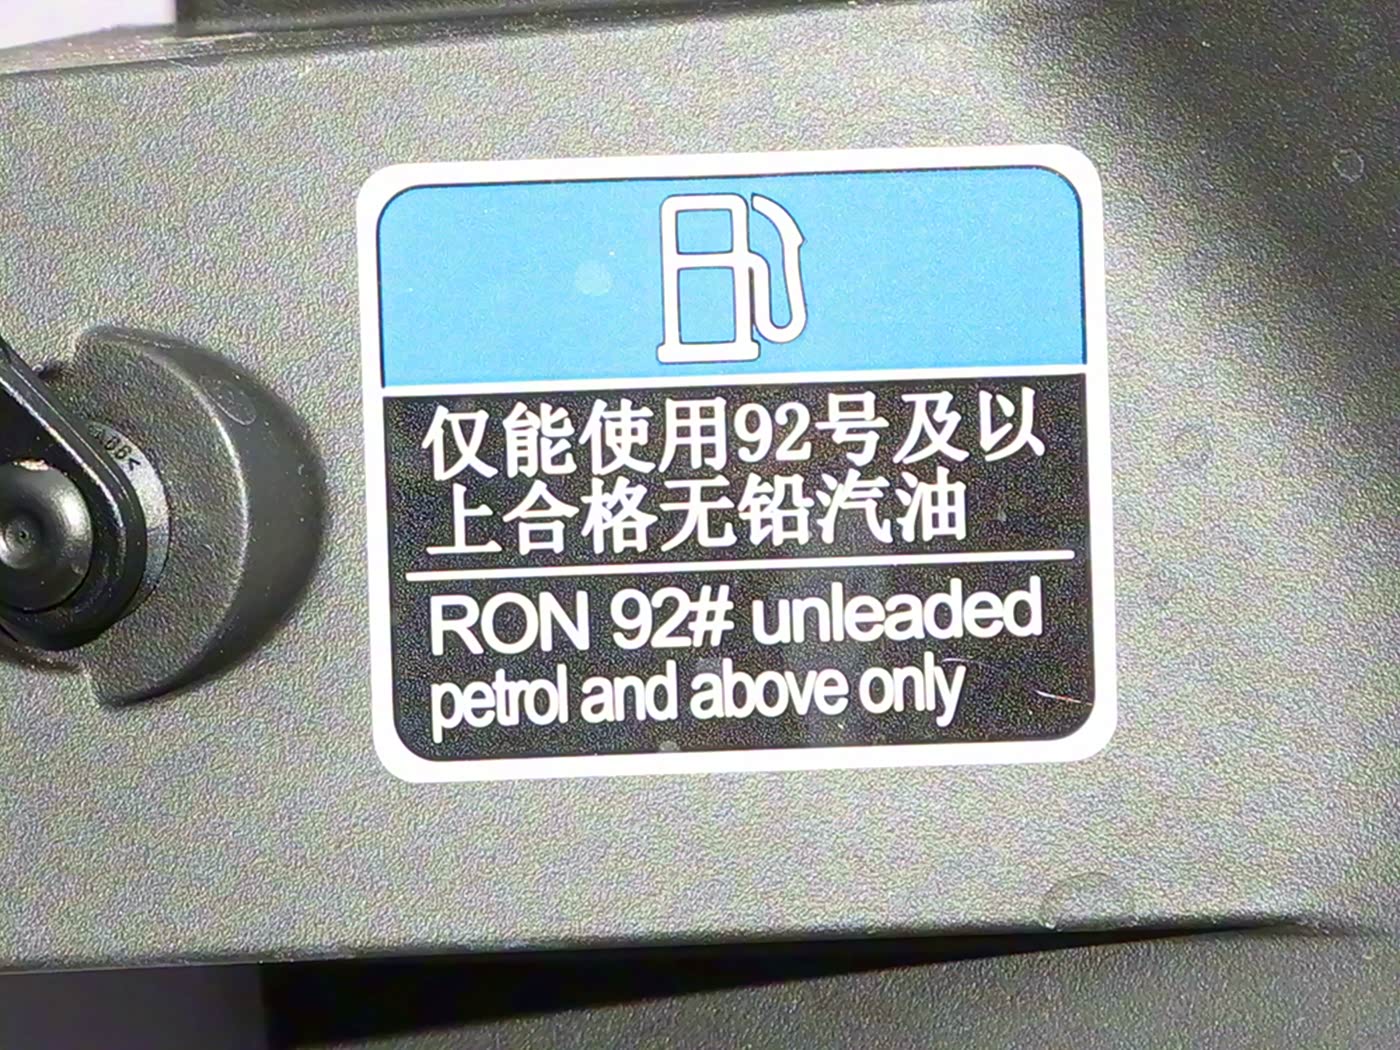 仅能使用92号及以
上合格无铅汽油
RON 92# unleaded
petrol and above only